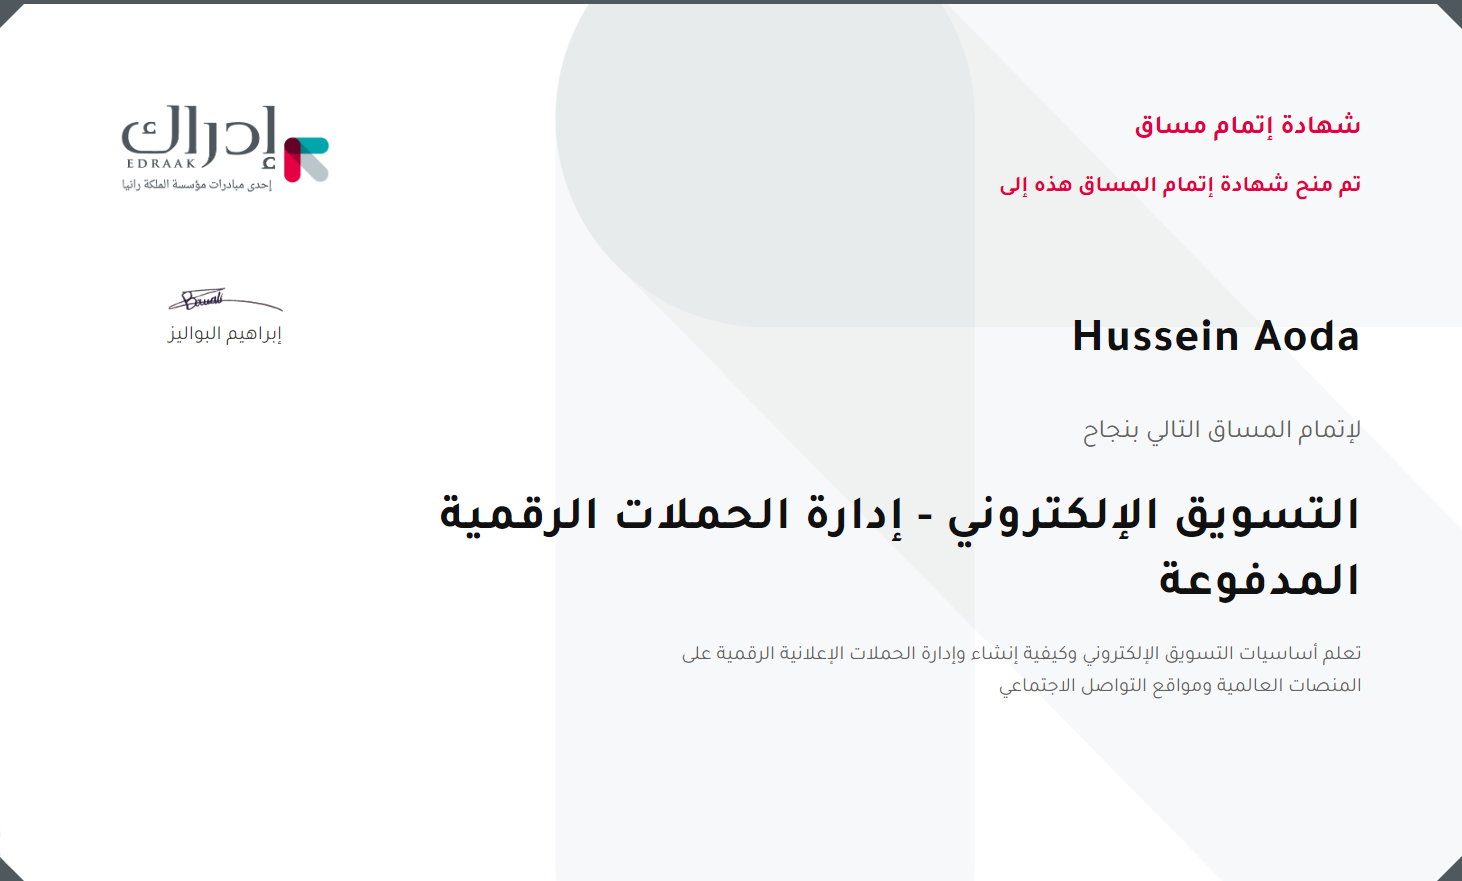 شهادة إتمام مساق
تم منح شهادة إتمام المساق هذه إلى
إدراك
EDRAAK
إحدى مبادرات مؤسسة الملكة رانيا
إبراهيم البواليز
Hussein Aoda
لإتمام المساق التالي بنجاح
التسويق الإلكتروني - إدارة الحملات الرقمية
المدفوعة
تعلم أساسيات التسويق الإلكتروني وكيفية إنشاء وإدارة الحملات الإعلانية الرقمية على
المنصات العالمية ومواقع التواصل الاجتماعي